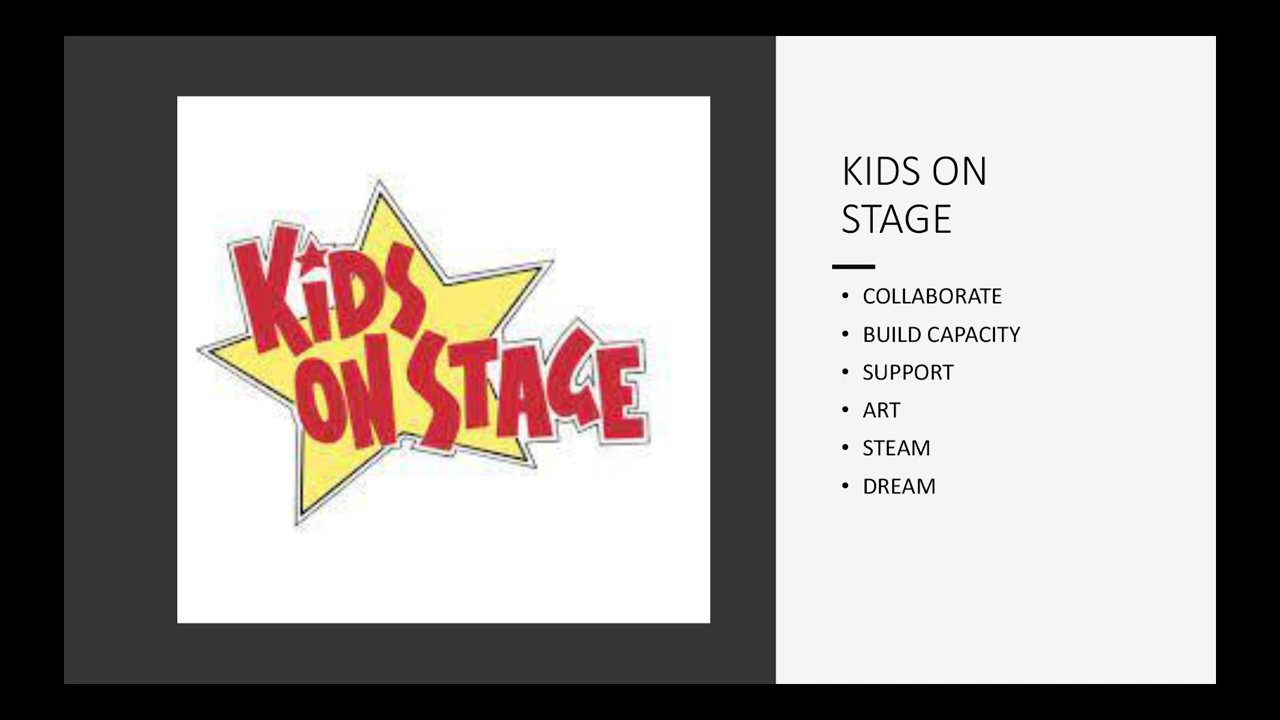 KiDS
ON STAGE
KIDS ON
STAGE
• COLLABORATE
• BUILD CAPACITY
• SUPPORT
• ART
• STEAM
• DREAM